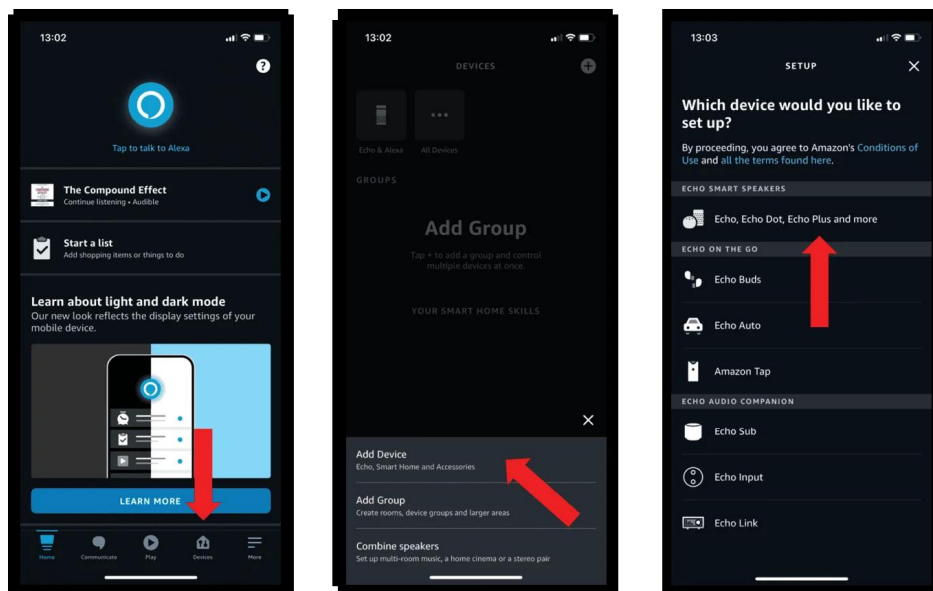 13:02
?
Tap to talk to Alexa
The Compound Effect
Continue listening • Audible
Start a list
Add shopping items or things to do
Learn about light and dark mode
Our new look reflects the display settings of your
mobile device.
LEARN MORE
Home
Communicate
Play
Devices
More
13:02
DEVICES
Echo & Alexa
All Devices
GROUPS
Add Group
Tap + to add a group and control
multiple devices at once.
YOUR SMART HOME SKILLS
Add Device
Echo, Smart Home and Accessories
Add Group
Create rooms, device groups and larger areas
Combine speakers
Set up multi-room music, a home cinema or a stereo pair
13:03
SETUP
Which device would you like to
set up?
By proceeding, you agree to Amazon's Conditions of
Use and all the terms found here.
ECHO SMART SPEAKERS
Echo, Echo Dot, Echo Plus and more
ECHO ON THE GO
Echo Buds
Echo Auto
Amazon Tap
ECHO AUDIO COMPANION
Echo Sub
Echo Input
Echo Link